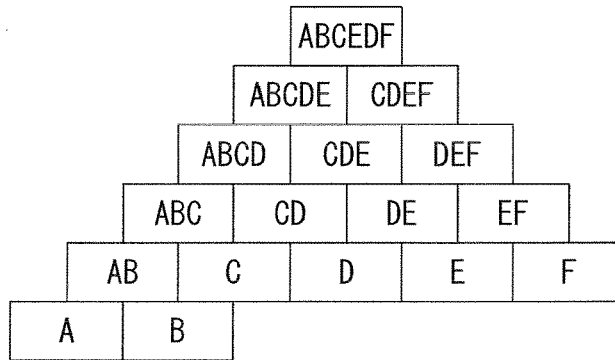 ABCEDF
ABCDE CDEF
ABCD CDE DEF
ABC CD DE EF
AB C D E F
A B